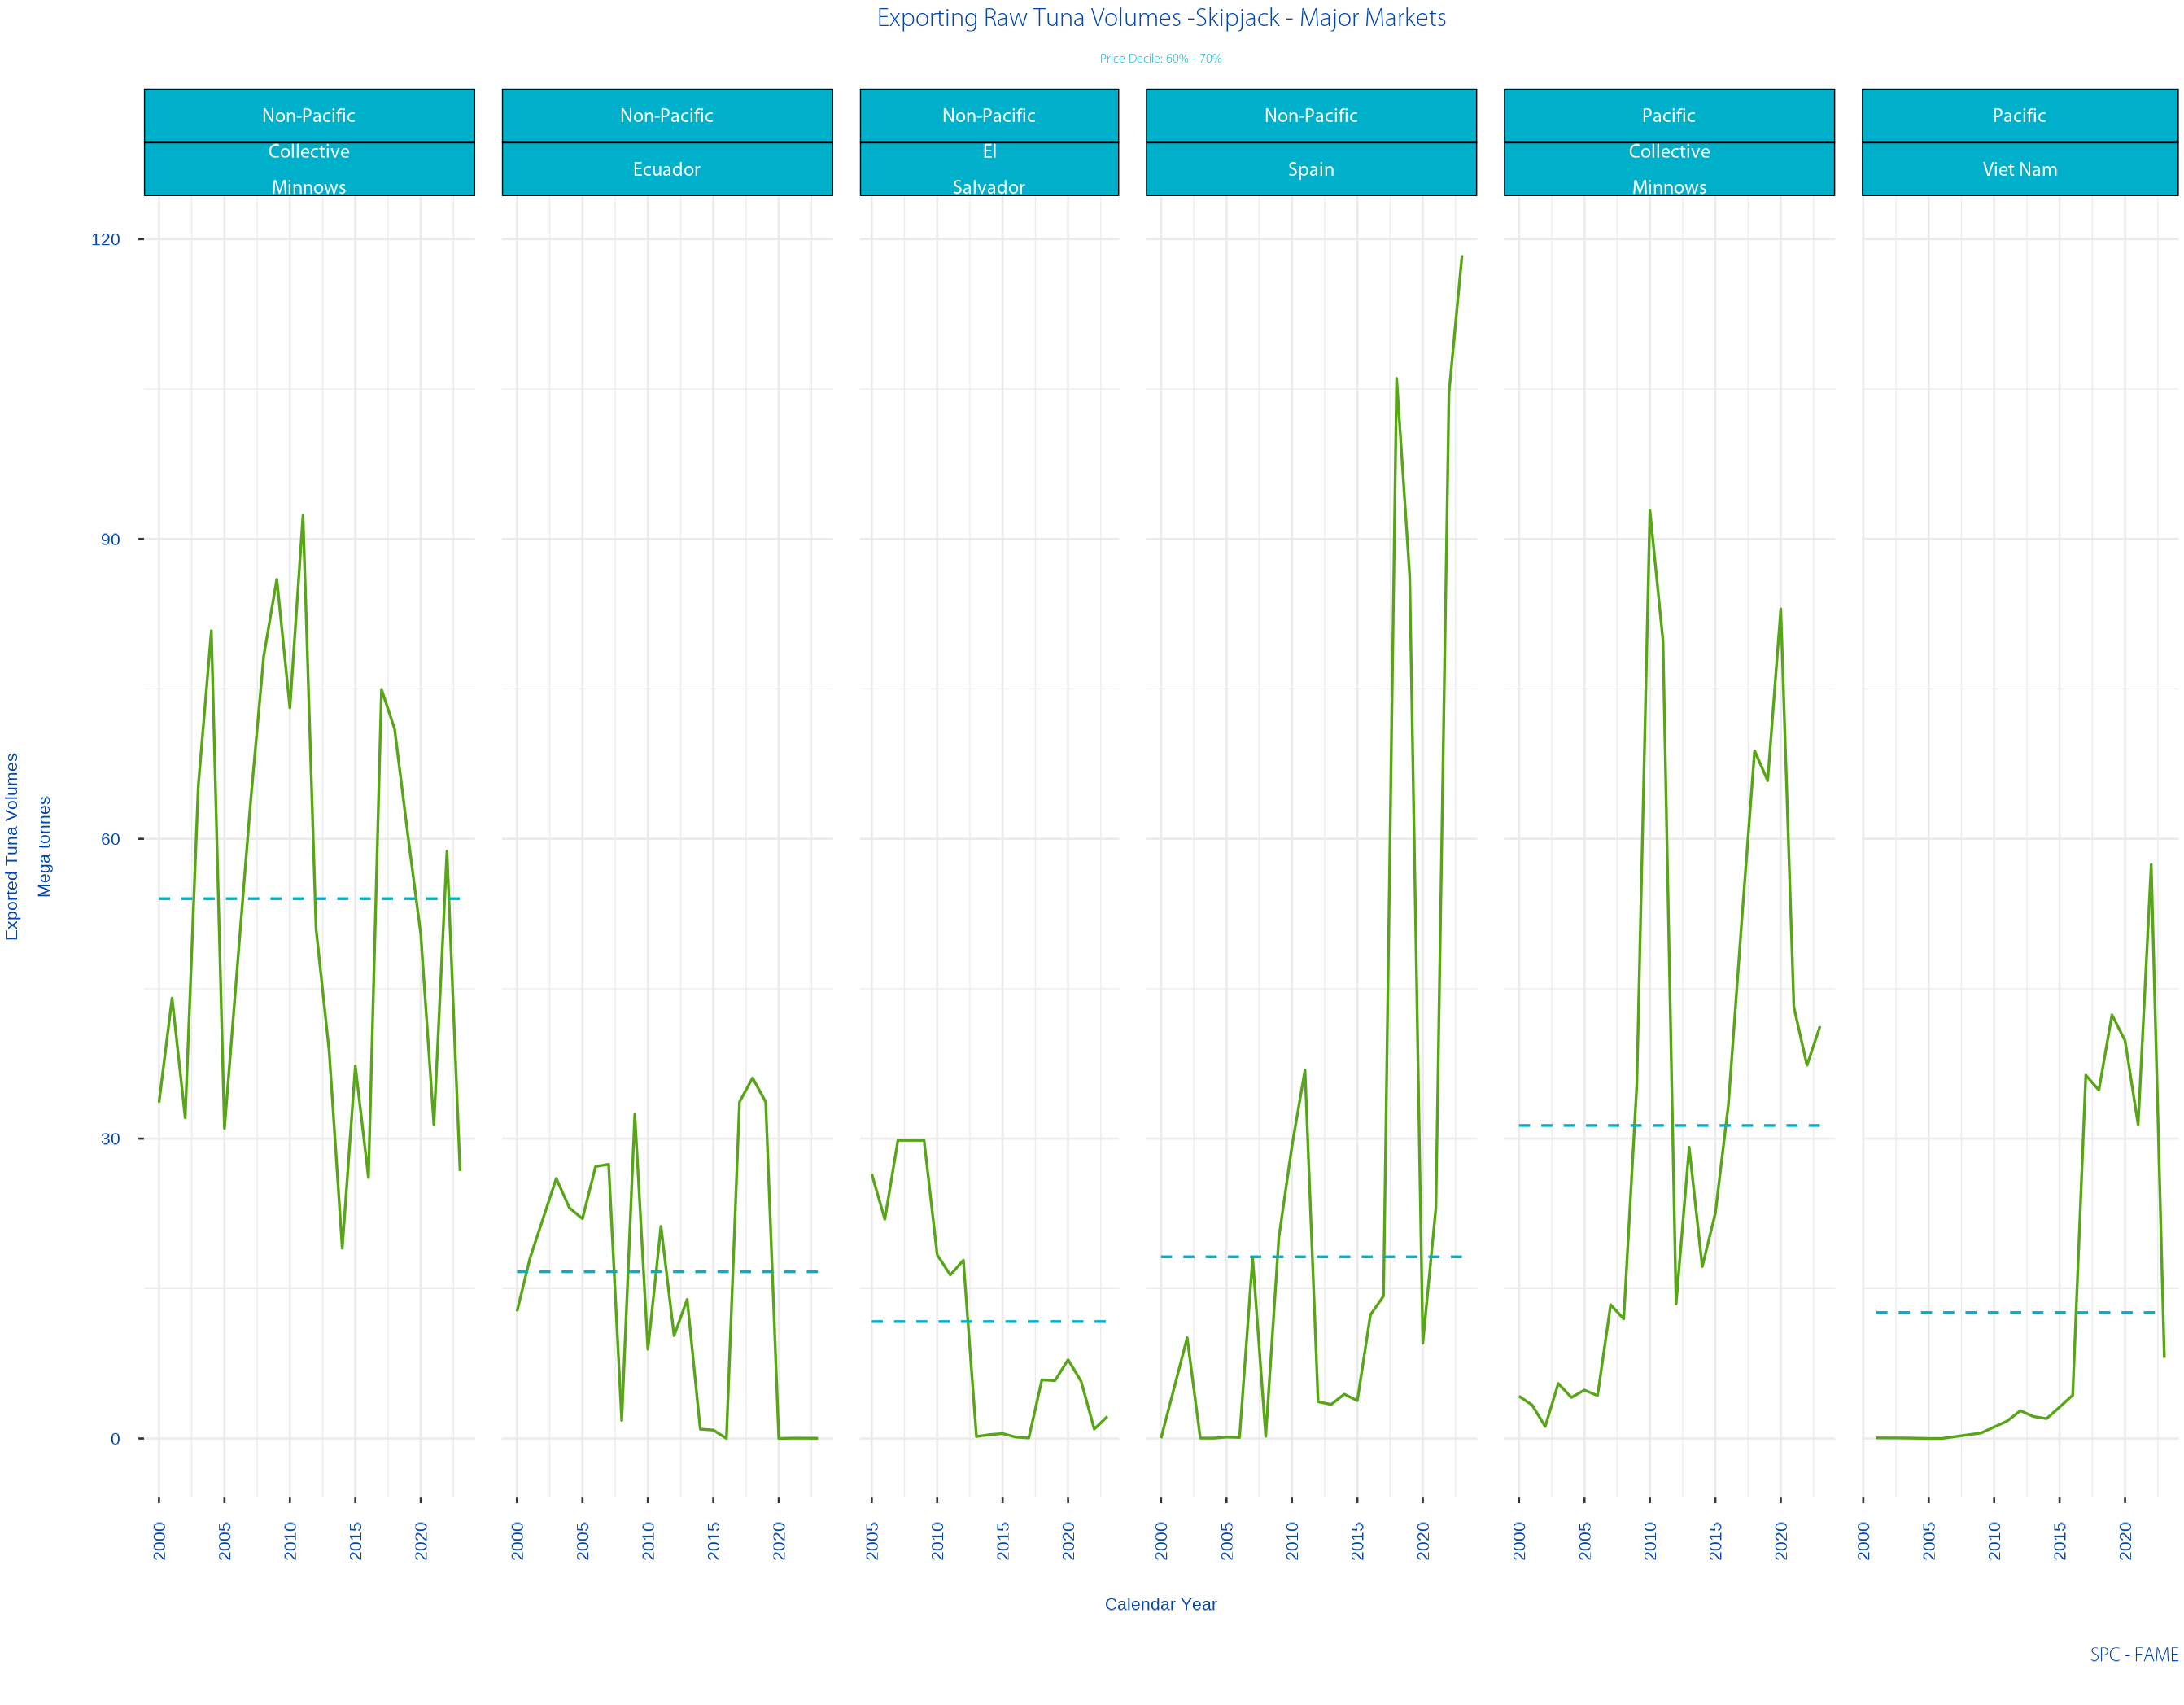 Exporting Raw Tuna Volumes -Skipjack - Major Markets
Price Decile: 60% - 70%
Non-Pacific
Non-Pacific
Non-Pacific
Non-Pacific
Pacific
Pacific
Collective
Minnows
Ecuador
El
Salvador
Spain
Collective
Minnows
Viet Nam
Exported Tuna Volumes
Mega tonnes
120
90
60
30
0
2000 2005 2010 2015 2020
2000 2005 2010 2015 2020
2005 2010 2015 2020
2000 2005 2010 2015 2020
2000 2005 2010 2015 2020
2000 2005 2010 2015 2020
Calendar Year
SPC - FAME